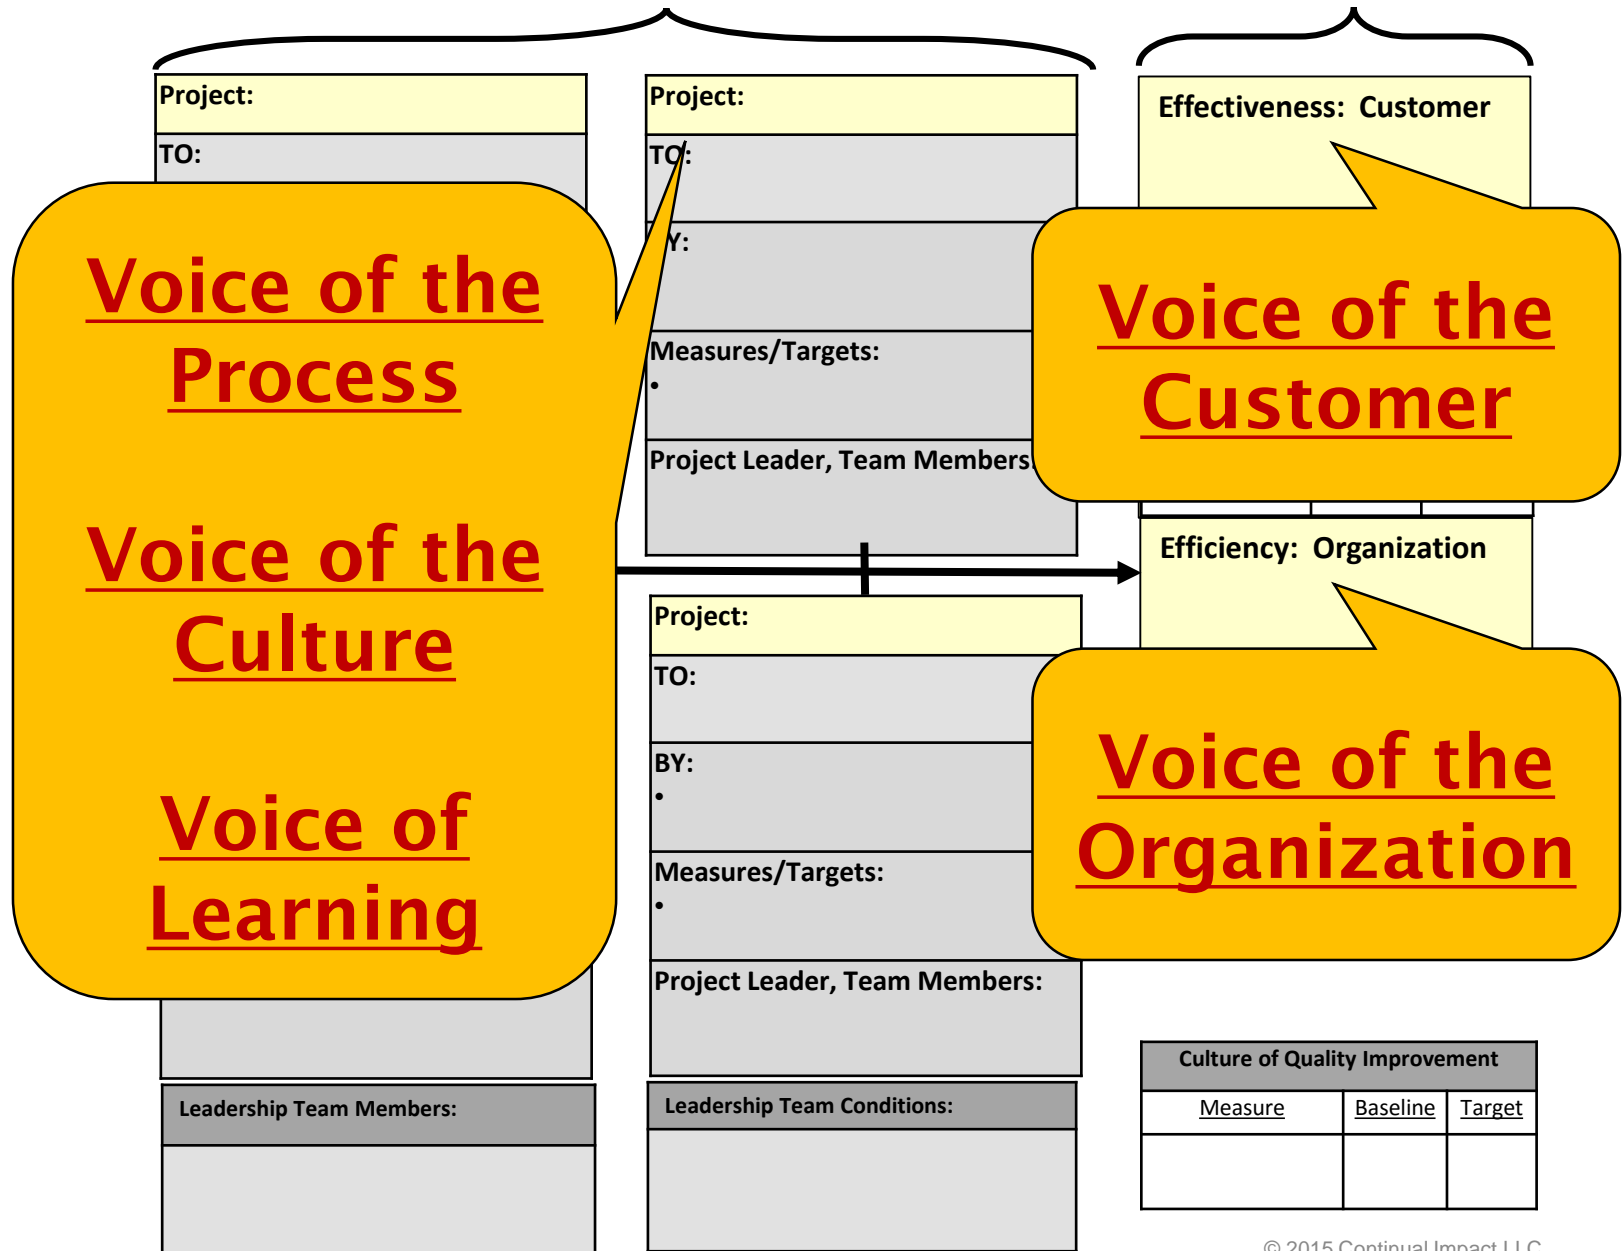 Project:
TO:
Voice of the
Process
Voice of the
Culture
Voice of
Learning
Leadership Team Members:
Project:
TO:
Y:
Measures/Targets:
•
Project Leader, Team Members:
Project:
TO:
BY:
•
Measures/Targets:
•
Project Leader, Team Members:
Leadership Team Conditions:
Effectiveness: Customer
Voice of the
Customer
Efficiency: Organization
Voice of the
Organization
Culture of Quality Improvement
Measure Baseline Target
© 2015 Continual Impact LLC